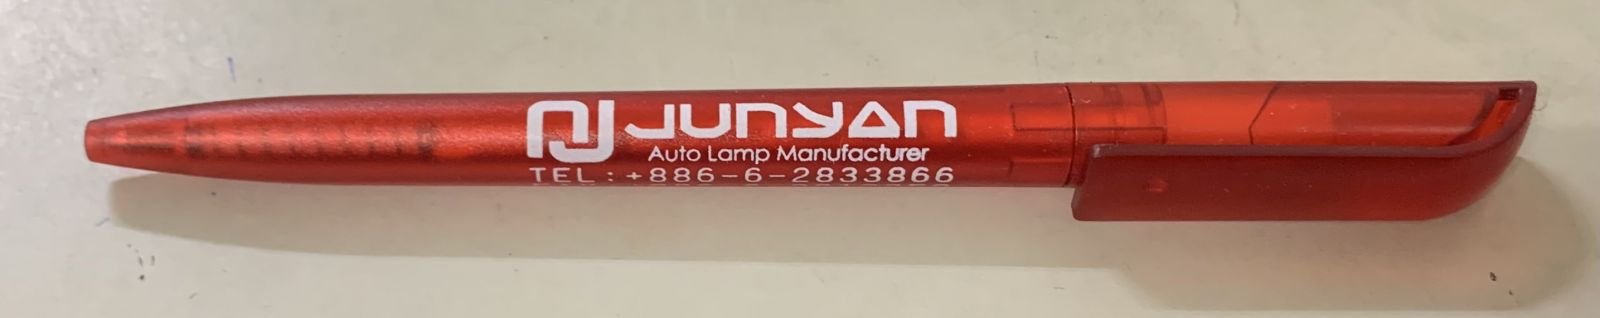 JUNYAN
Auto Lamp Manufacturer
TEL:+886-6-2833866